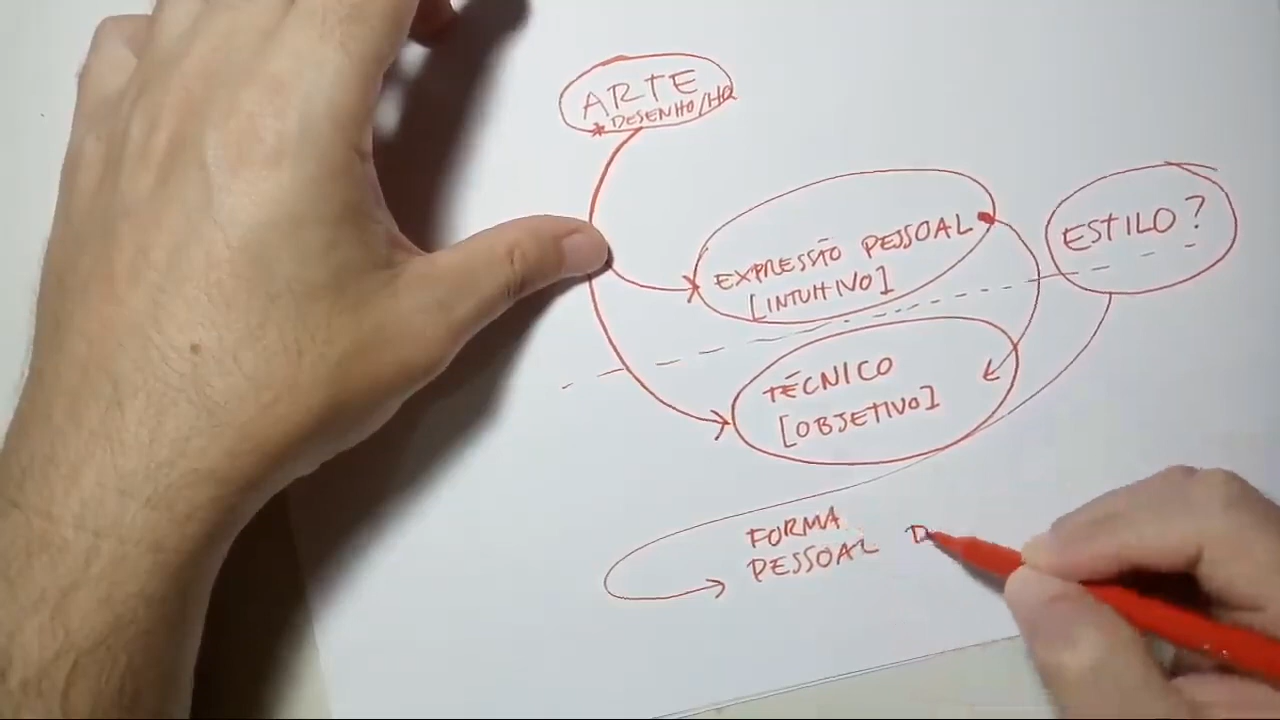 ARTE
* DESENHO/HQ
EXPRESSÃO PESSOAL
[INTUITIVO]
ESTILO?
TÉCNICO
[OBJETIVO]
FORMA
PESSOAL D